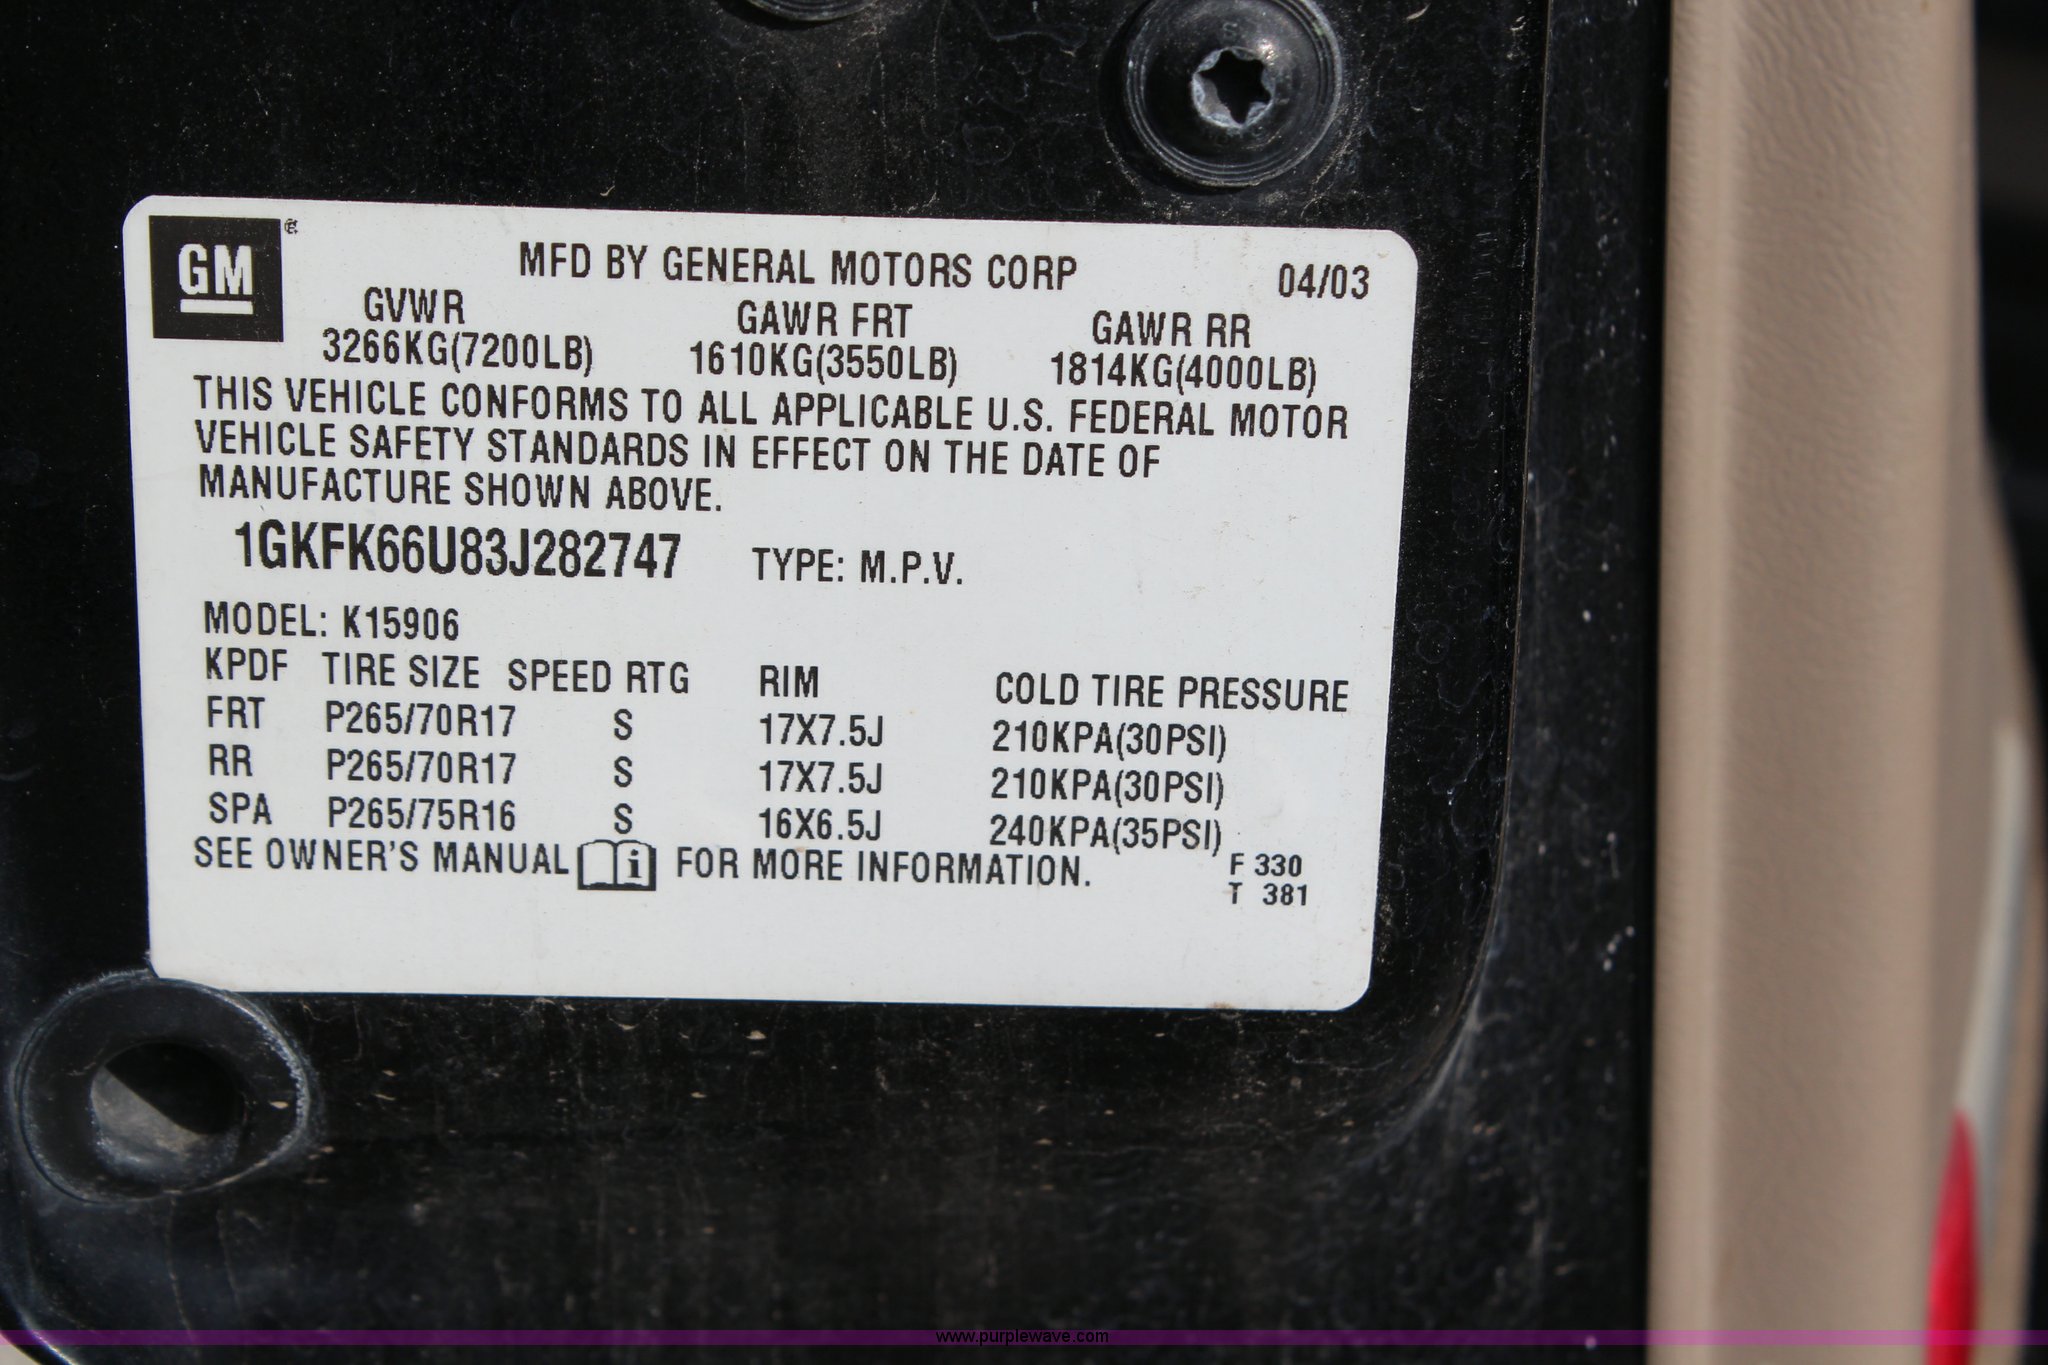 GM
MFD BY GENERAL MOTORS CORP 04/03
GVWR GAWR FRT GAWR RR
3266KG(7200LB) 1610KG(3550LB) 1814KG(4000LB)
THIS VEHICLE CONFORMS TO ALL APPLICABLE U.S. FEDERAL MOTOR
VEHICLE SAFETY STANDARDS IN EFFECT ON THE DATE OF
MANUFACTURE SHOWN ABOVE.
1GKFK66U83J282747 TYPE: M.P.V.
MODEL: K15906
KPDF TIRE SIZE SPEED RTG RIM COLD TIRE PRESSURE
FRT P265/70R17 S 17X7.5J 210KPA(30PSI)
RR P265/70R17 S 17X7.5J 210KPA(30PSI)
SPA P265/75R16 S 16X6.5J 240KPA(35PSI)
SEE OWNER'S MANUAL i FOR MORE INFORMATION.
F 330
T 381
www.purplewave.com